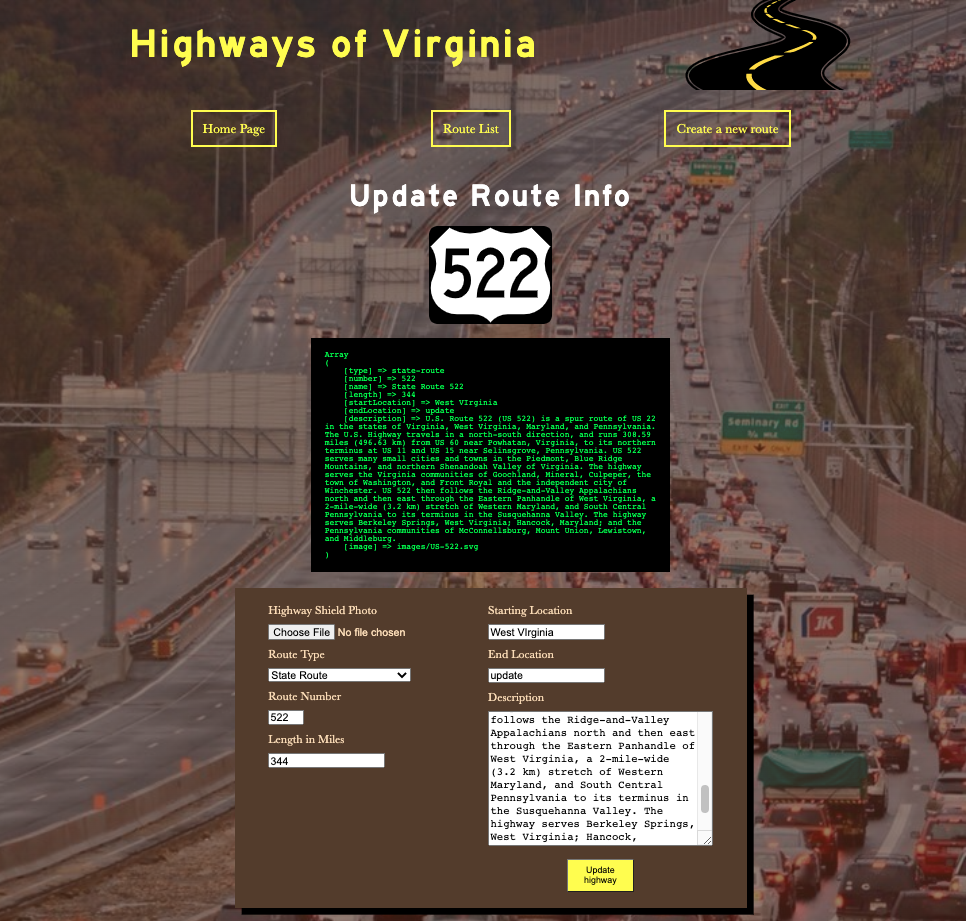 Highways of Virginia
Home Page
Route List
Create a new route
Update Route Info
522
Array
(
[type] => state-route
[number] => 522
[name] => State Route 522
[length] => 344
[startLocation] => West VIrginia
[endLocation] => update
[description] => U.S. Route 522 (US 522) is a spur route of US 22
in the states of Virginia, West Virginia, Maryland, and Pennsylvania.
The U.S. Highway travels in a north-south direction, and runs 308.59
miles (496.63 km) from US 60 near Powhatan, Virginia, to its northern
terminus at US 11 and US 15 near Selinsgrove, Pennsylvania. US 522
serves many small cities and towns in the Piedmont, Blue Ridge
Mountains, and northern Shenandoah Valley of Virginia. The highway
serves the Virginia communities of Goochland, Mineral, Culpeper, the
town of Washington, and Front Royal and the independent city of
Winchester. US 522 then follows the Ridge-and-Valley Appalachians
north and then east through the Eastern Panhandle of West Virginia, a
2-mile-wide (3.2 km) stretch of Western Maryland, and South Central
Pennsylvania to its terminus in the Susquehanna Valley. The highway
serves Berkeley Springs, West Virginia; Hancock, Maryland; and the
Pennsylvania communities of McConnellsburg, Mount Union, Lewistown,
and Middleburg.
[image] => images/US-522.svg
)
EXIT 4
Seminary Rd
EXIT
Highway Shield Photo
Choose File No file chosen
Route Type
State Route
Route Number
522
Length in Miles
344
Starting Location
West VIrginia
End Location
update
Description
follows the Ridge-and-Valley
Appalachians north and then east
through the Eastern Panhandle of
West Virginia, a 2-mile-wide
(3.2 km) stretch of Western
Maryland, and South Central
Pennsylvania to its terminus in
the Susquehanna Valley. The
highway serves Berkeley Springs,
West Virginia; Hancock,
Update
highway
JK